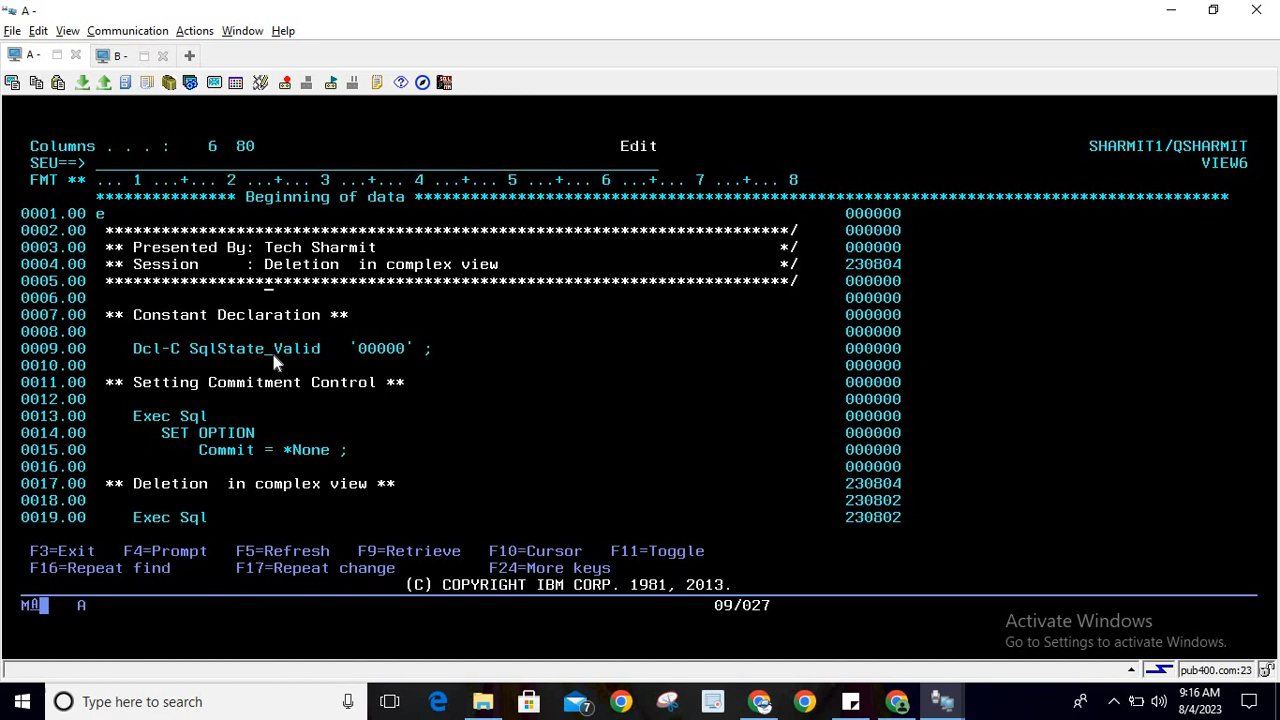 A -
File Edit View Communication Actions Window Help
A - B -
Columns . . . : 6 80 Edit SHARMIT1/QSHARMIT
SEU==> VIEW6
FMT ** ... 1 ...+... 2 ...+... 3 ...+... 4 ...+... 5 ...+... 6 ...+... 7 ...+... 8
*************** Beginning of data ***************************************************************************************
0001.00 e 000000
0002.00 *************************************************************************/ 000000
0003.00 ** Presented By: Tech Sharmit */ 000000
0004.00 ** Session : Deletion in complex view */ 230804
0005.00 *************************************************************************/ 000000
0006.00 000000
0007.00 ** Constant Declaration ** 000000
0008.00 000000
0009.00 Dcl-C SqlState_Valid '00000' ; 000000
0010.00 000000
0011.00 ** Setting Commitment Control ** 000000
0012.00 000000
0013.00 Exec Sql 000000
0014.00 SET OPTION 000000
0015.00 Commit = *None ; 000000
0016.00 000000
0017.00 ** Deletion in complex view ** 230804
0018.00 230802
0019.00 Exec Sql 230802
F3=Exit F4=Prompt F5=Refresh F9=Retrieve F10=Cursor F11=Toggle
F16=Repeat find F17=Repeat change F24=More keys
(C) COPYRIGHT IBM CORP. 1981, 2013.
MA A 09/027
Activate Windows
Go to Settings to activate Windows.
pub400.com:23
Type here to search 7 9:16 AM
8/4/2023